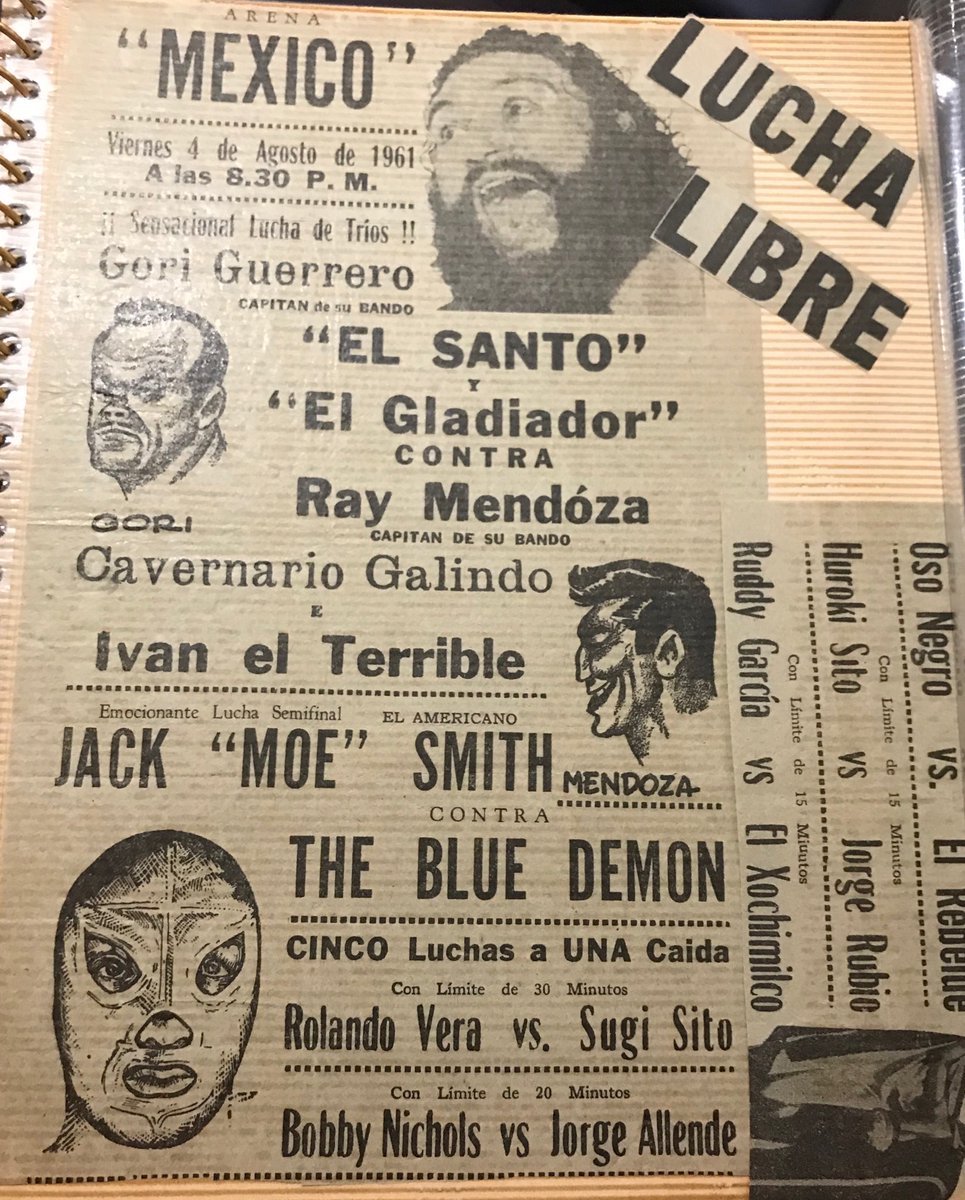 ARENA
"MEXICO"
Viernes 4 de Agosto de 1961
A las 8.30 P. M.
¡¡ Sensacional Lucha de Tríos !!
Gori Guerrero
CAPITAN de su BANDO
"EL SANTO"
Y
"El Gladiador"
CONTRA
Ray Mendóza
CAPITAN DE SU BANDO
Cavernario Galindo
E
Ivan el Terrible
GORI
Emocionante Lucha Semifinal
EL AMERICANO
JACK "MOE" SMITH
MENDOZA
CONTRA
THE BLUE DEMON
CINCO Luchas a UNA Caida
Con Límite de 30 Minutos
Rolando Vera vs. Sugi Sito
Con Límite de 20 Minutos
Bobby Nichols vs Jorge Allende
LUCHA
LIBRE
Oso Negro vs. El Rebelde
Con Límite de 15 Minutos
Huroki Sito vs Jorge Rubio
Con Límite de 15 Miuutos
Ruddy García vs El Xochimilco